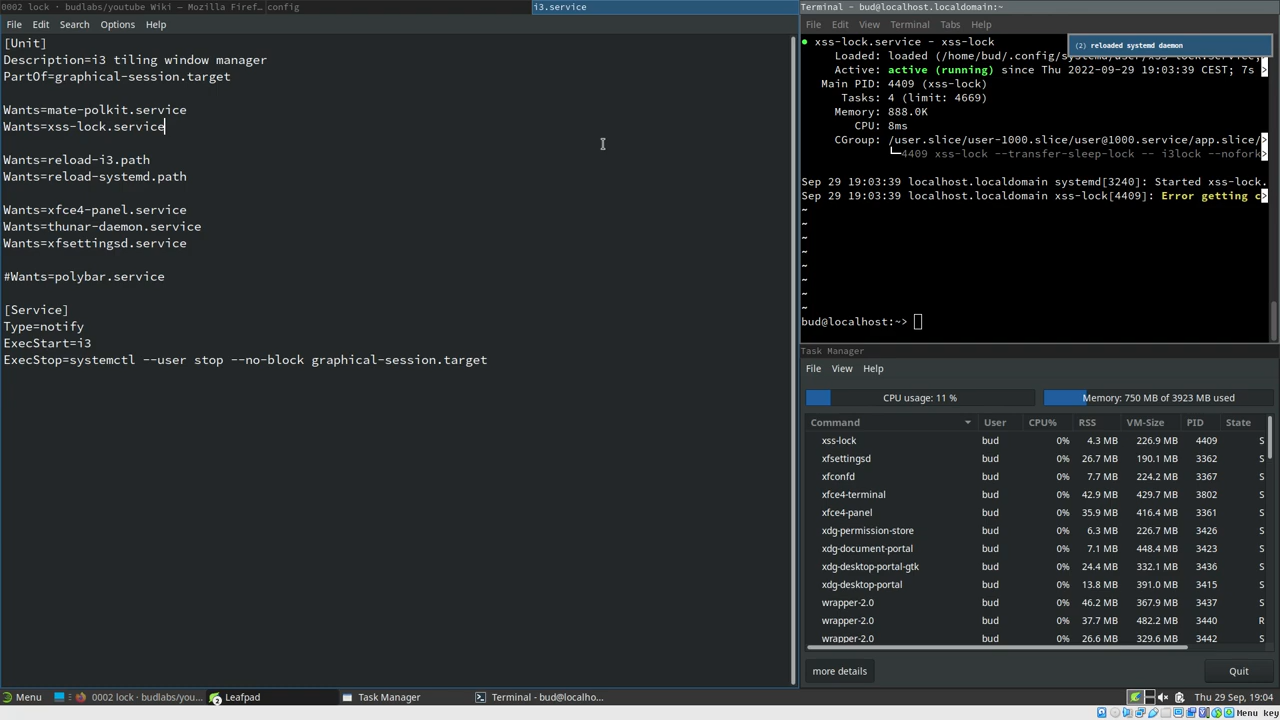 0002 lock · budlabs/youtube Wiki — Mozilla Firef…
config
i3.service
Terminal - bud@localhost.localdomain:~
File Edit Search Options Help
[Unit]
Description=i3 tiling window manager
PartOf=graphical-session.target
Wants=mate-polkit.service
Wants=xss-lock.service
Wants=reload-i3.path
Wants=reload-systemd.path
Wants=xfce4-panel.service
Wants=thunar-daemon.service
Wants=xfsettingsd.service
#Wants=polybar.service
[Service]
Type=notify
ExecStart=i3
ExecStop=systemctl --user stop --no-block graphical-session.target
File Edit View Terminal Tabs Help
(2) reloaded systemd daemon
● xss-lock.service - xss-lock
Loaded: loaded (/home/bud/.config/systemd/user/xss-lock.service;>
Active: active (running) since Thu 2022-09-29 19:03:39 CEST; 7s >
Main PID: 4409 (xss-lock)
Tasks: 4 (limit: 4669)
Memory: 888.0K
CPU: 8ms
CGroup: /user.slice/user-1000.slice/user@1000.service/app.slice/>
└─4409 xss-lock --transfer-sleep-lock -- i3lock --nofork>
Sep 29 19:03:39 localhost.localdomain systemd[3240]: Started xss-lock.
Sep 29 19:03:39 localhost.localdomain xss-lock[4409]: Error getting c>
~
~
~
~
~
~
~
bud@localhost:~>
Task Manager
File View Help
CPU usage: 11 % Memory: 750 MB of 3923 MB used
Command User CPU% RSS VM-Size PID State
xss-lock bud 0% 4.3 MB 226.9 MB 4409 S
xfsettingsd bud 0% 26.7 MB 190.1 MB 3362 S
xfconfd bud 0% 7.7 MB 224.2 MB 3367 S
xfce4-terminal bud 0% 42.9 MB 429.7 MB 3802 S
xfce4-panel bud 0% 35.9 MB 416.4 MB 3361 S
xdg-permission-store bud 0% 6.3 MB 226.7 MB 3426 S
xdg-document-portal bud 0% 7.1 MB 448.4 MB 3423 S
xdg-desktop-portal-gtk bud 0% 24.4 MB 332.1 MB 3436 S
xdg-desktop-portal bud 0% 13.8 MB 391.0 MB 3415 S
wrapper-2.0 bud 0% 46.2 MB 367.9 MB 3437 S
wrapper-2.0 bud 0% 37.7 MB 482.2 MB 3440 R
wrapper-2.0 bud 0% 26.6 MB 329.6 MB 3442 S
more details Quit
Menu 0002 lock · budlabs/you... 2 Leafpad Task Manager Terminal - bud@localho... Thu 29 Sep, 19:04
Menu key